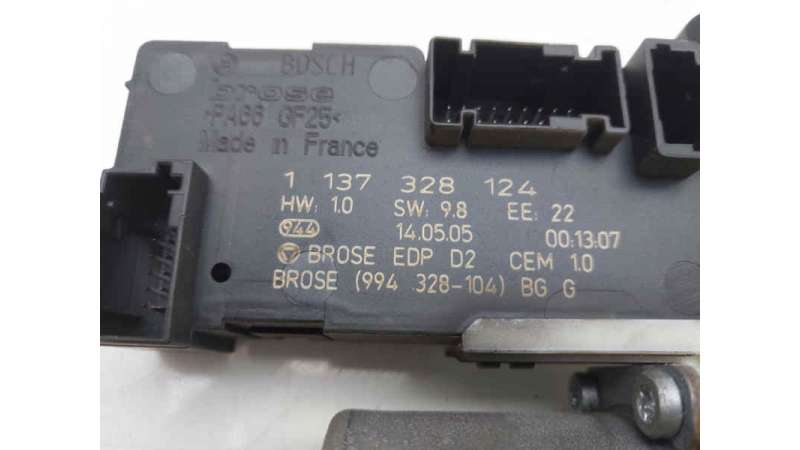 BOSCH
brose
>PA66 GF25<
Made in France
1 137 328 124
HW: 1.0 SW: 9.8 EE: 22
944 14.05.05 00:13:07
BROSE EDP D2 CEM 1.0
BROSE (994 328-104) BG G